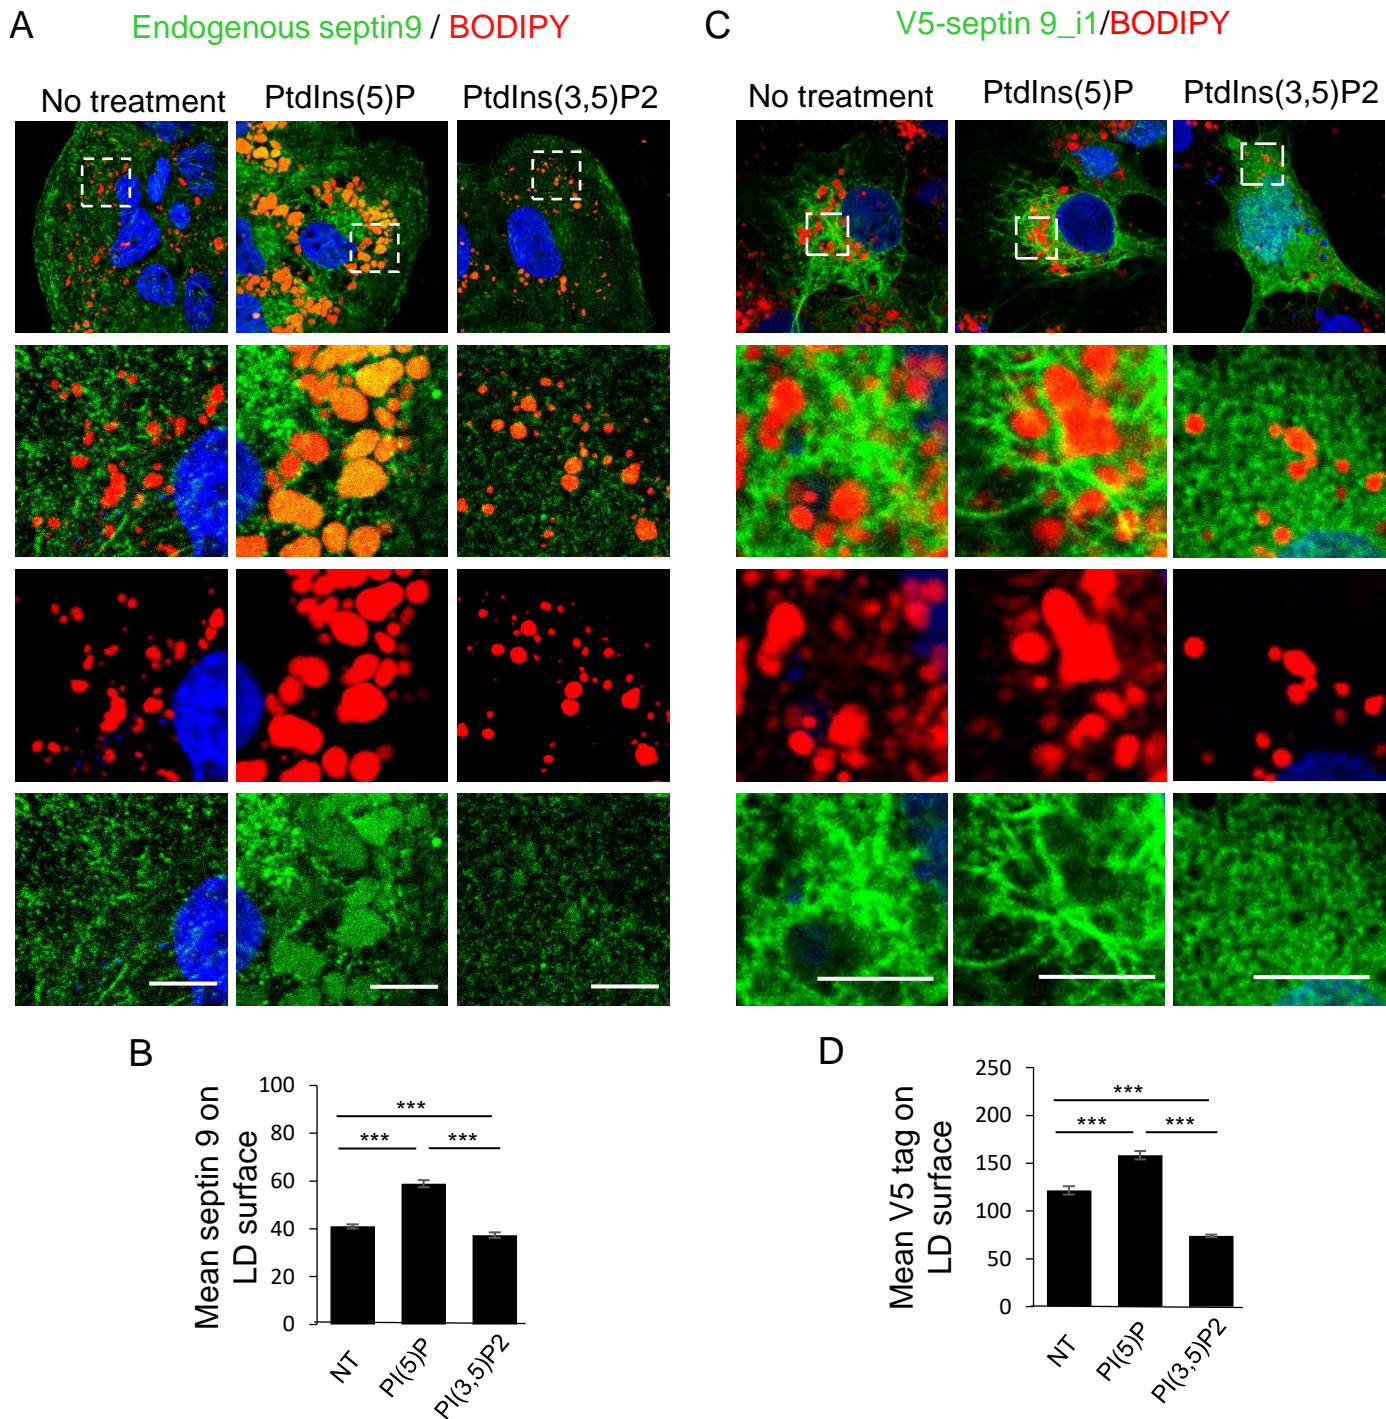 A
Endogenous septin9 / BODIPY
No treatment
PtdIns(5)P
PtdIns(3,5)P2
C
V5-septin 9_i1/BODIPY
No treatment
PtdIns(5)P
PtdIns(3,5)P2
B
Mean septin 9 on
LD surface
100
80
60
40
20
0
***
***
***
NT
PI(5)P
PI(3,5)P2
D
Mean V5 tag on
LD surface
250
200
150
100
50
0
***
***
***
NT
PI(5)P
PI(3,5)P2